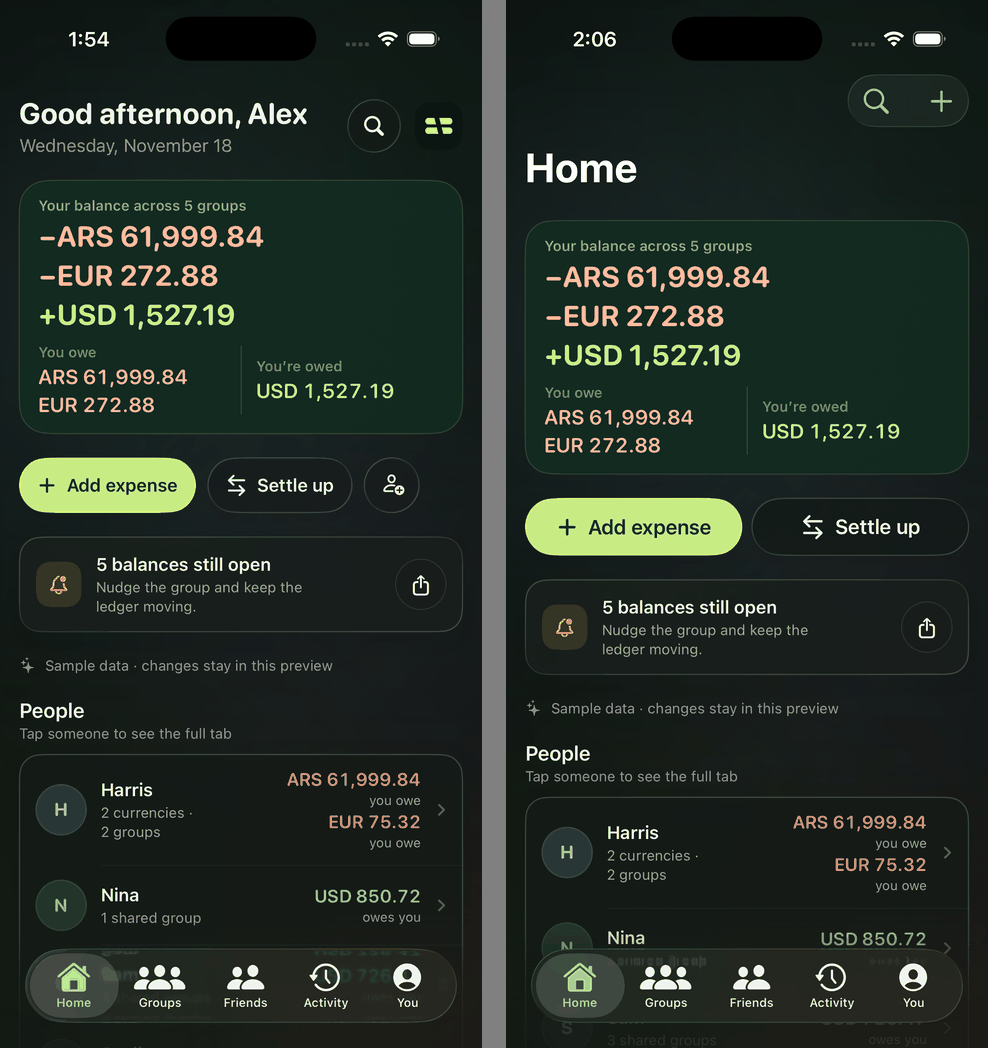 1:54
Good afternoon, Alex
Wednesday, November 18
Your balance across 5 groups
−ARS 61,999.84
−EUR 272.88
+USD 1,527.19
You owe
ARS 61,999.84
EUR 272.88
You're owed
USD 1,527.19
Add expense
Settle up
5 balances still open
Nudge the group and keep the
ledger moving.
Sample data · changes stay in this preview
People
Tap someone to see the full tab
H
Harris
2 currencies ·
2 groups
ARS 61,999.84
you owe
EUR 75.32
you owe
N
Nina
1 shared group
USD 850.72
owes you
Home
Groups
Friends
Activity
You
2:06
Home
Your balance across 5 groups
−ARS 61,999.84
−EUR 272.88
+USD 1,527.19
You owe
ARS 61,999.84
EUR 272.88
You're owed
USD 1,527.19
Add expense
Settle up
5 balances still open
Nudge the group and keep the
ledger moving.
Sample data · changes stay in this preview
People
Tap someone to see the full tab
H
Harris
2 currencies ·
2 groups
ARS 61,999.84
you owe
EUR 75.32
you owe
N
Nina
USD 850.72
Home
Groups
Friends
Activity
You
S
3 shared groups
owes you